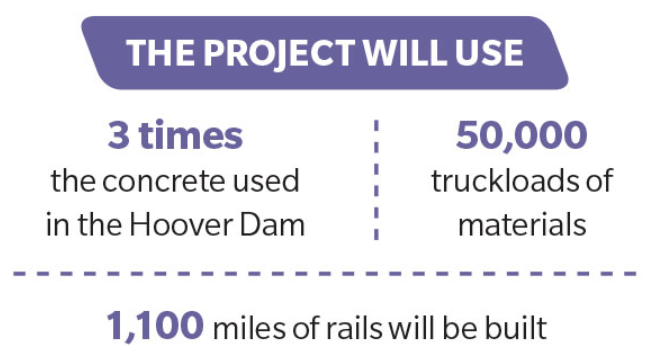 THE PROJECT WILL USE
3 times
the concrete used
in the Hoover Dam
50,000
truckloads of
materials
1,100 miles of rails will be built